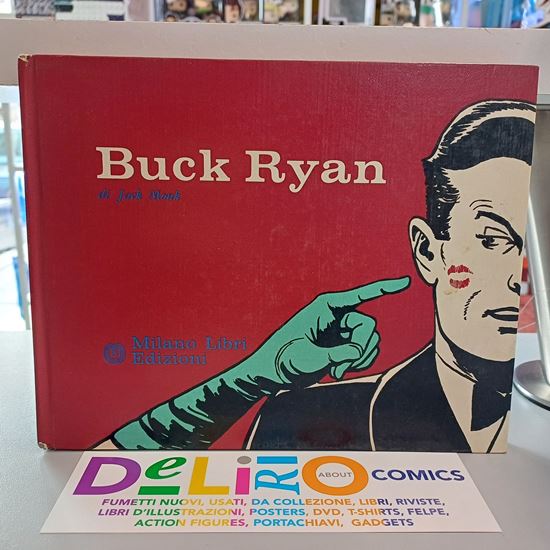 Buck Ryan
di Jack Monk
Milano Libri
Edizioni
DeLiRiO
ABOUT
COMICS
FUMETTI NUOVI, USATI, DA COLLEZIONE, LIBRI, RIVISTE,
LIBRI D'ILLUSTRAZIONI, POSTERS, DVD, T-SHIRTS, FELPE,
ACTION FIGURES, PORTACHIAVI, GADGETS